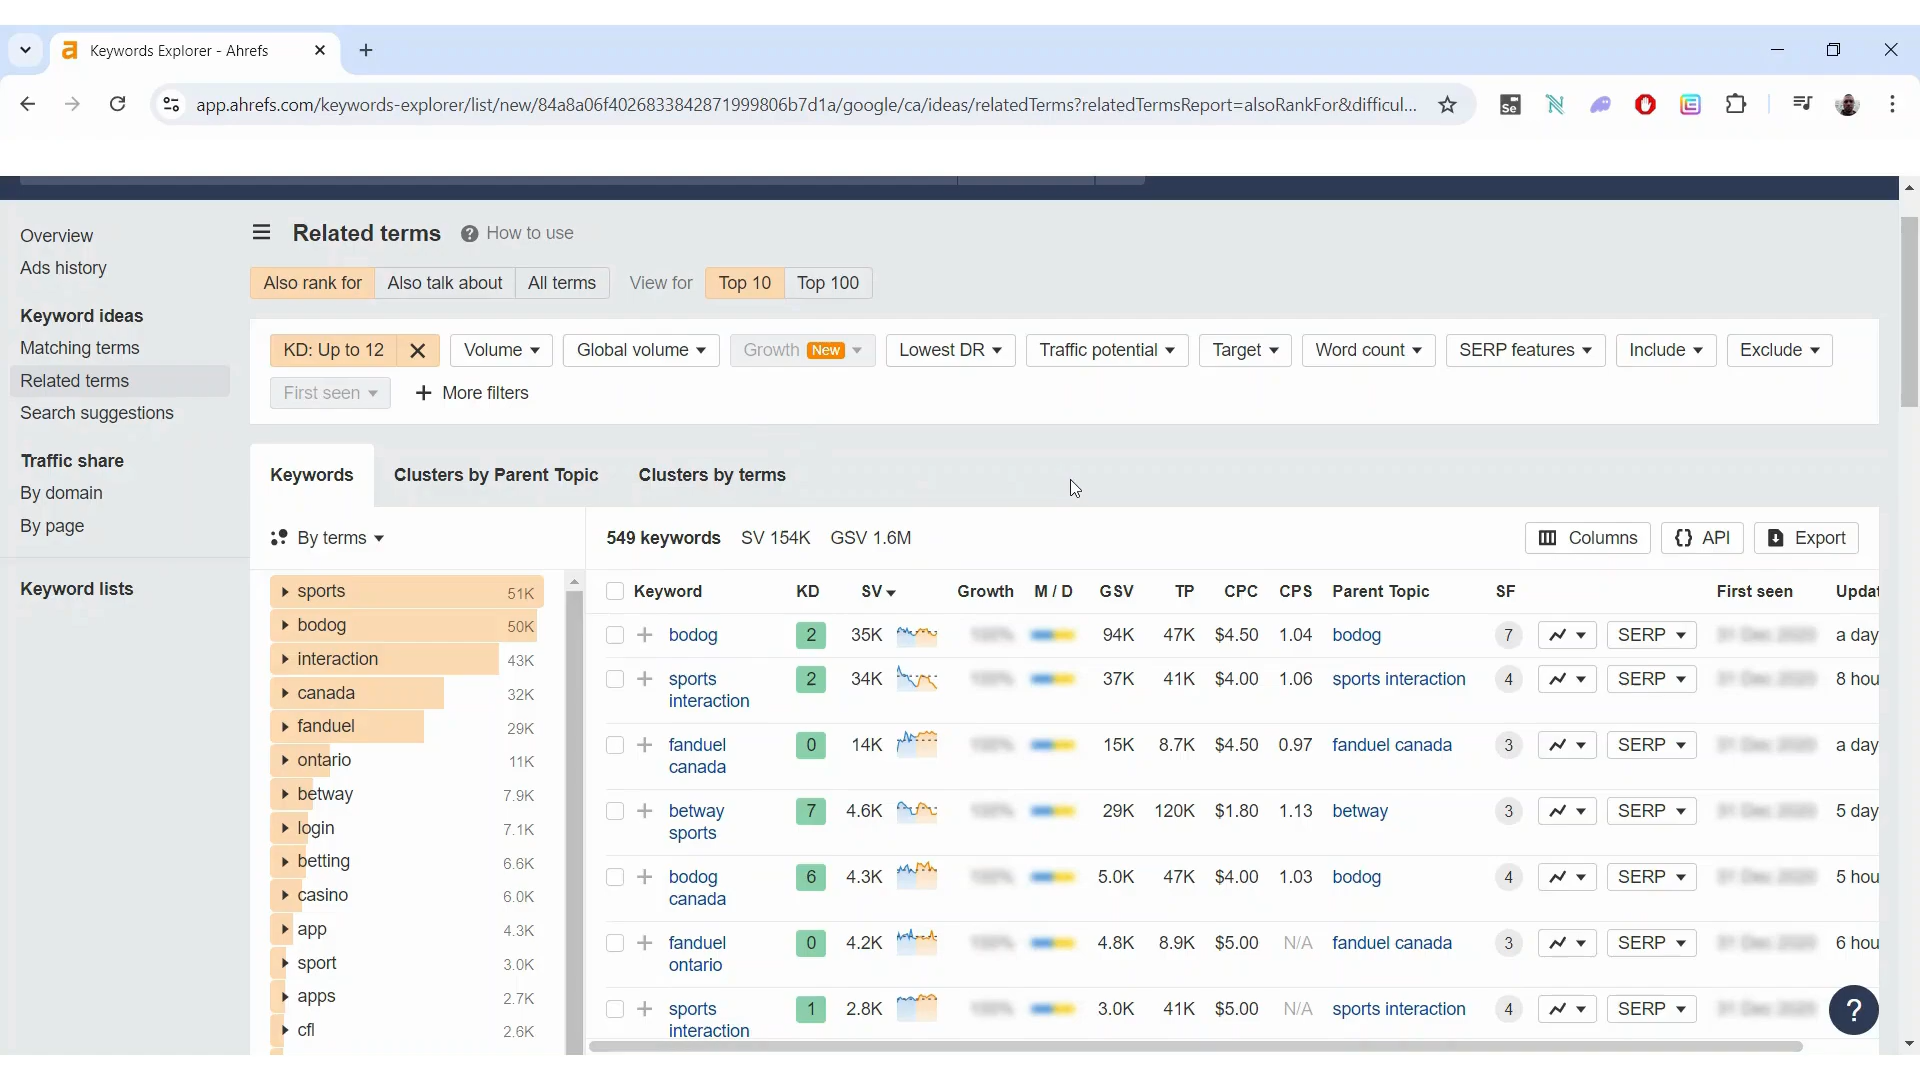 Keywords Explorer - Ahrefs
app.ahrefs.com/keywords-explorer/list/new/84a8a06f4026833842871999806b7d1a/google/ca/ideas/relatedTerms?relatedTermsReport=alsoRankFor&difficul...
Se
Overview
Ads history
Keyword ideas
Matching terms
Related terms
Search suggestions
Traffic share
By domain
By page
Keyword lists
Related terms ? How to use
Also rank for Also talk about All terms View for Top 10 Top 100
KD: Up to 12 Volume Global volume Growth New Lowest DR Traffic potential Target Word count SERP features Include Exclude
First seen + More filters
Keywords Clusters by Parent Topic Clusters by terms
By terms
sports 51K
bodog 50K
interaction 43K
canada 32K
fanduel 29K
ontario 11K
betway 7.9K
login 7.1K
betting 6.6K
casino 6.0K
app 4.3K
sport 3.0K
apps 2.7K
cfl 2.6K
549 keywords SV 154K GSV 1.6M Columns {} API Export
Keyword KD SV Growth M / D GSV TP CPC CPS Parent Topic SF First seen Updat
bodog 2 35K 94K 47K $4.50 1.04 bodog 7 SERP a day
sports interaction 2 34K 37K 41K $4.00 1.06 sports interaction 4 SERP 8 hou
fanduel canada 0 14K 15K 8.7K $4.50 0.97 fanduel canada 3 SERP a day
betway sports 7 4.6K 29K 120K $1.80 1.13 betway 3 SERP 5 day
bodog canada 6 4.3K 5.0K 47K $4.00 1.03 bodog 4 SERP 5 hou
fanduel ontario 0 4.2K 4.8K 8.9K $5.00 N/A fanduel canada 3 SERP 6 hou
sports interaction 1 2.8K 3.0K 41K $5.00 N/A sports interaction 4 SERP
?